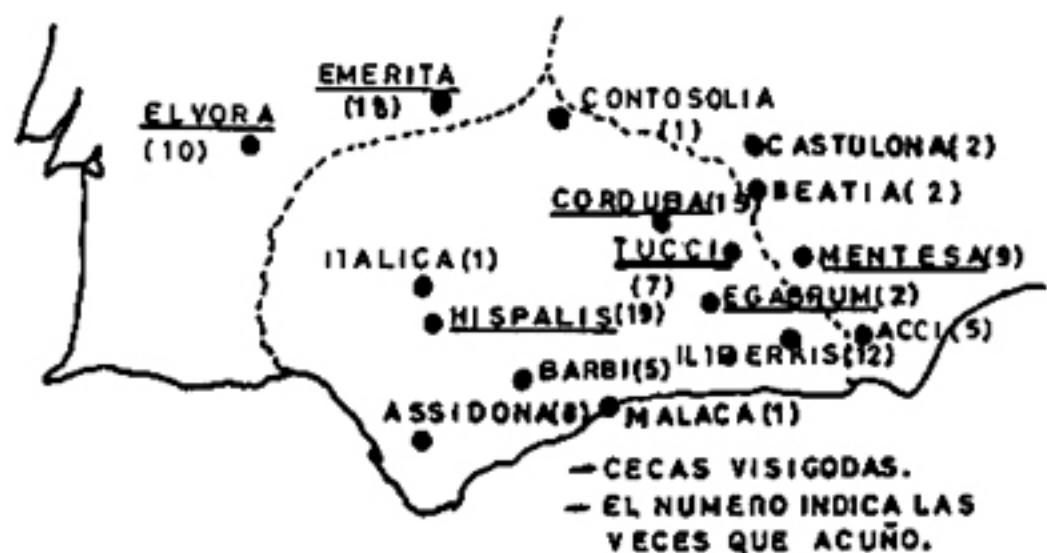 EMERITA
(18)
CONTOSOLIA
(1)
ELVORA
(10)
CASTULONA(2)
BEATIA(2)
CORDUBA(15)
TUCCI
(7)
MENTESA(9)
ITALICA(1)
EGABRUM(2)
HISPALIS(19)
ACCI(5)
ILIBERRIS(12)
BARBI(5)
ASSIDONA(8)
MALACA(1)
— CECAS VISIGODAS.
— EL NUMERO INDICA LAS
VECES QUE ACUÑO.